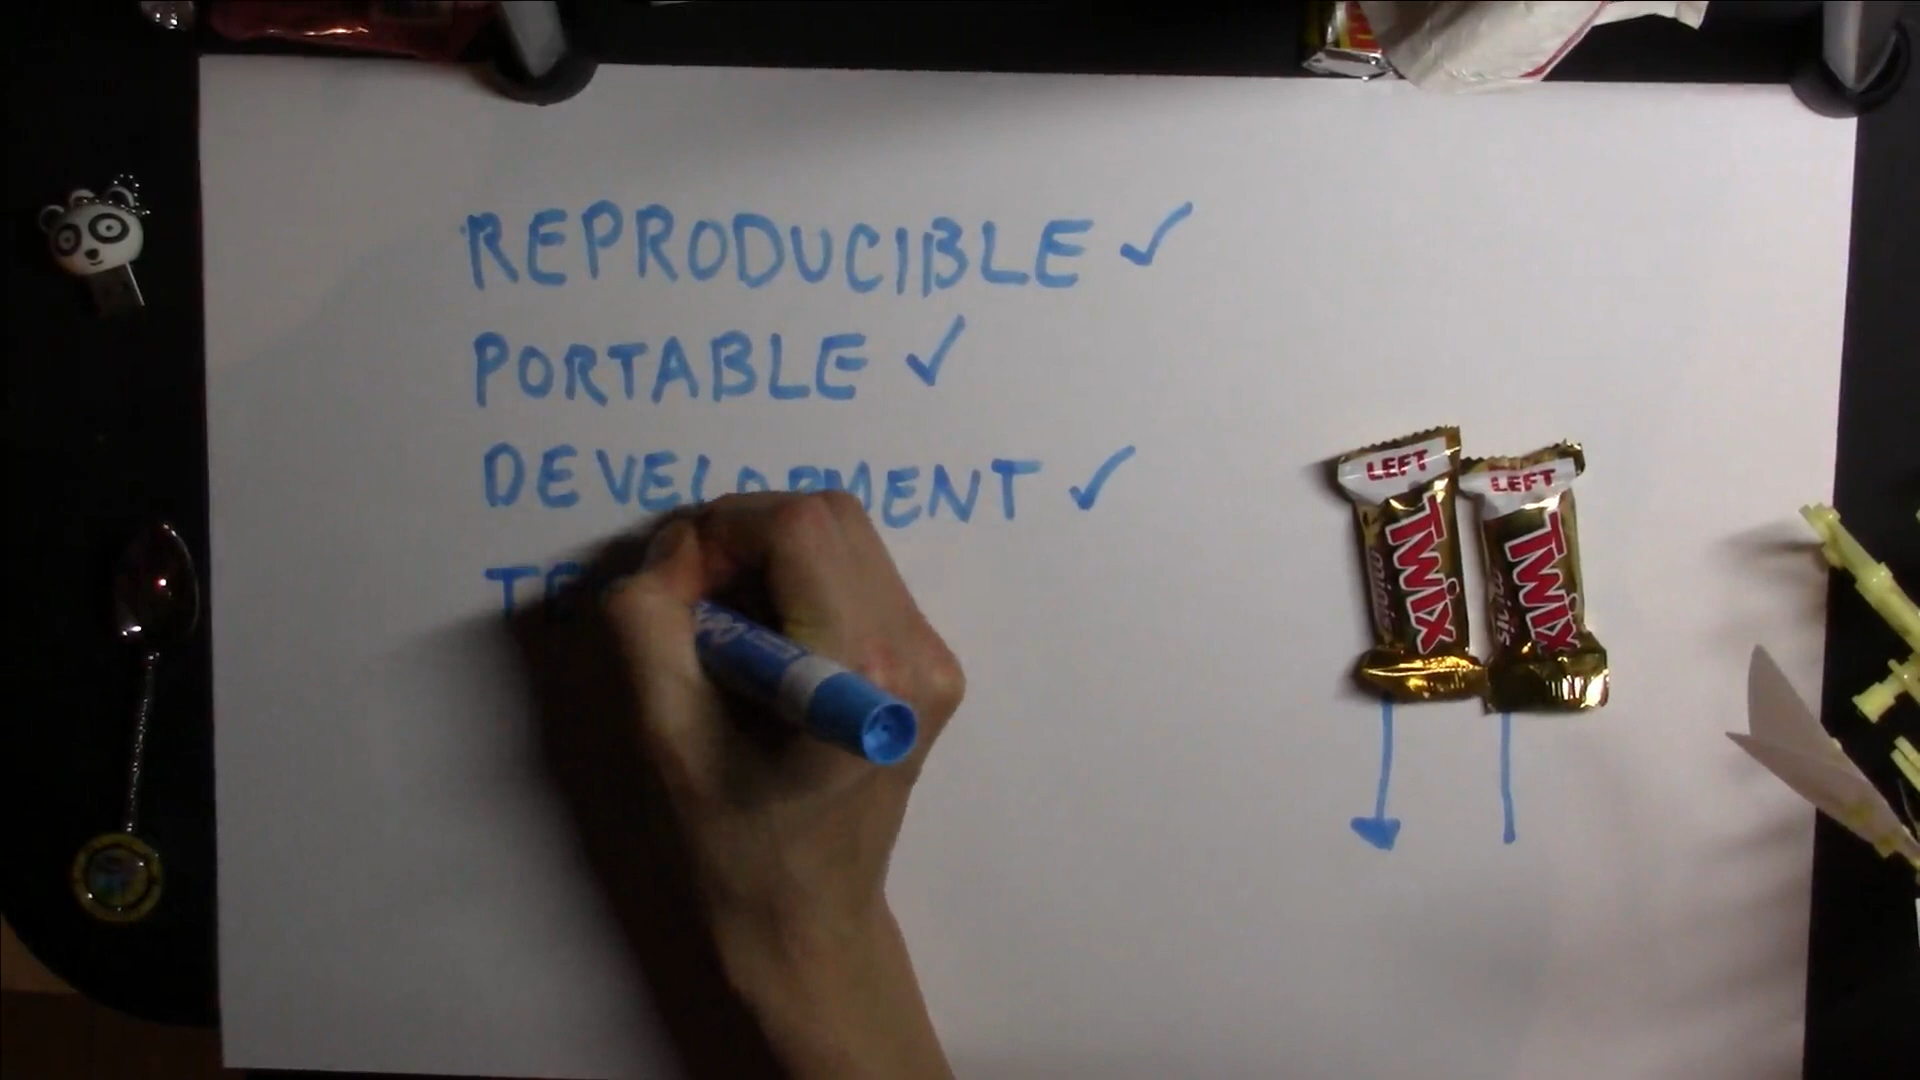 REPRODUCIBLE ✓
PORTABLE ✓
DEVELOPMENT ✓
LEFT
TWIX
minis
LEFT
TWIX
minis